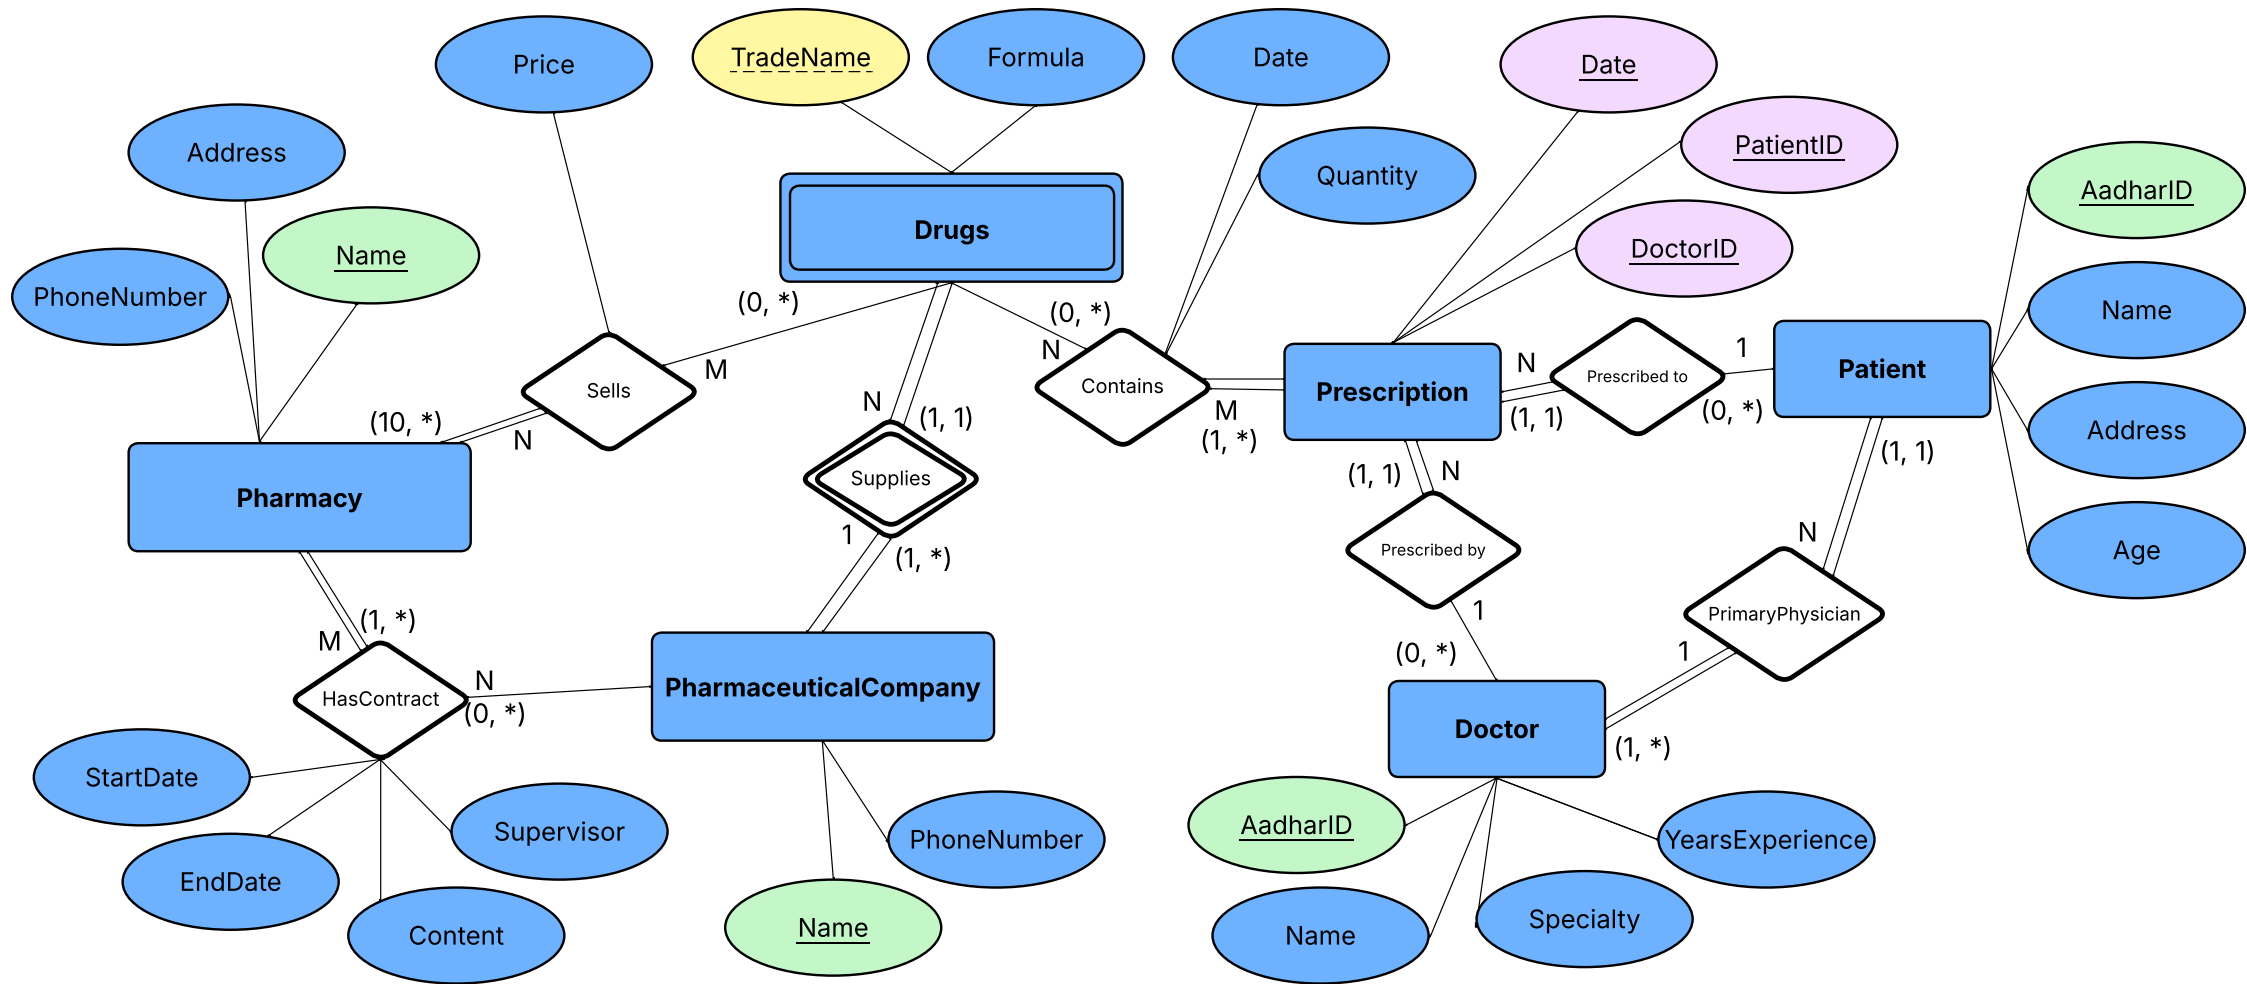 Price
TradeName
Formula
Date
Date
Address
PatientID
Quantity
AadharID
Name
Drugs
DoctorID
PhoneNumber
(0, *)
(0, *)
Name
N
M
Sells
Contains
N
Prescribed to
1
Patient
Prescription
(10, *)
N
N
(1, 1)
M
(1, *)
(1, 1)
(0, *)
Address
Pharmacy
Supplies
(1, 1)
N
(1, 1)
1
(1, *)
Prescribed by
N
Age
(1, *)
M
1
PrimaryPhysician
HasContract
N
(0, *)
PharmaceuticalCompany
(0, *)
1
Doctor
(1, *)
StartDate
Supervisor
PhoneNumber
AadharID
YearsExperience
EndDate
Content
Name
Name
Specialty